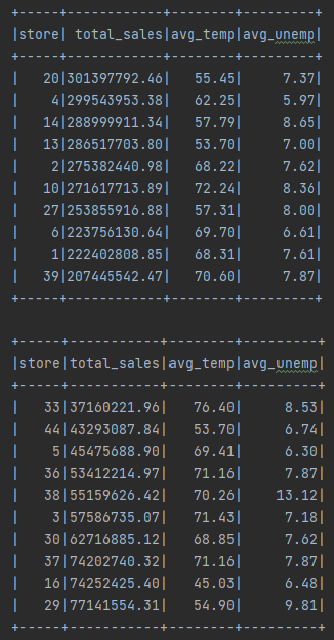 +-----+------------+--------+---------+
|store| total_sales|avg_temp|avg_unemp|
+-----+------------+--------+---------+
|   20|301397792.46|   55.45|     7.37|
|    4|299543953.38|   62.25|     5.97|
|   14|288999911.34|   57.79|     8.65|
|   13|286517703.80|   53.70|     7.00|
|    2|275382440.98|   68.22|     7.62|
|   10|271617713.89|   72.24|     8.36|
|   27|253855916.88|   57.31|     8.00|
|    6|223756130.64|   69.70|     6.61|
|    1|222402808.85|   68.31|     7.61|
|   39|207445542.47|   70.60|     7.87|
+-----+------------+--------+---------+
+-----+-----------+--------+---------+
|store|total_sales|avg_temp|avg_unemp|
+-----+-----------+--------+---------+
|   33|37160221.96|   76.40|     8.53|
|   44|43293087.84|   53.70|     6.74|
|    5|45475688.90|   69.41|     6.30|
|   36|53412214.97|   71.16|     7.87|
|   38|55159626.42|   70.26|    13.12|
|    3|57586735.07|   71.43|     7.18|
|   30|62716885.12|   68.85|     7.62|
|   37|74202740.32|   71.16|     7.87|
|   16|74252425.40|   45.03|     6.48|
|   29|77141554.31|   54.90|     9.81|
+-----+-----------+--------+---------+